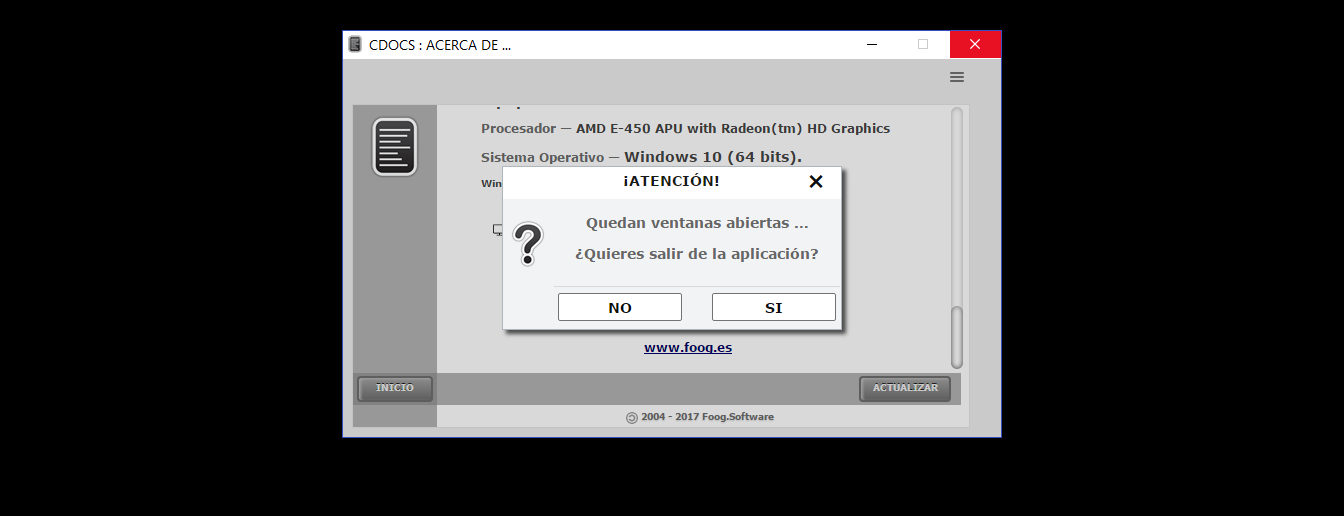 CDOCS : ACERCA DE ...
Procesador — AMD E-450 APU with Radeon(tm) HD Graphics
Sistema Operativo — Windows 10 (64 bits).
Win
¡ATENCIÓN!
Quedan ventanas abiertas ...
¿Quieres salir de la aplicación?
NO
SI
www.foog.es
INICIO
ACTUALIZAR
2004 - 2017 Foog.Software